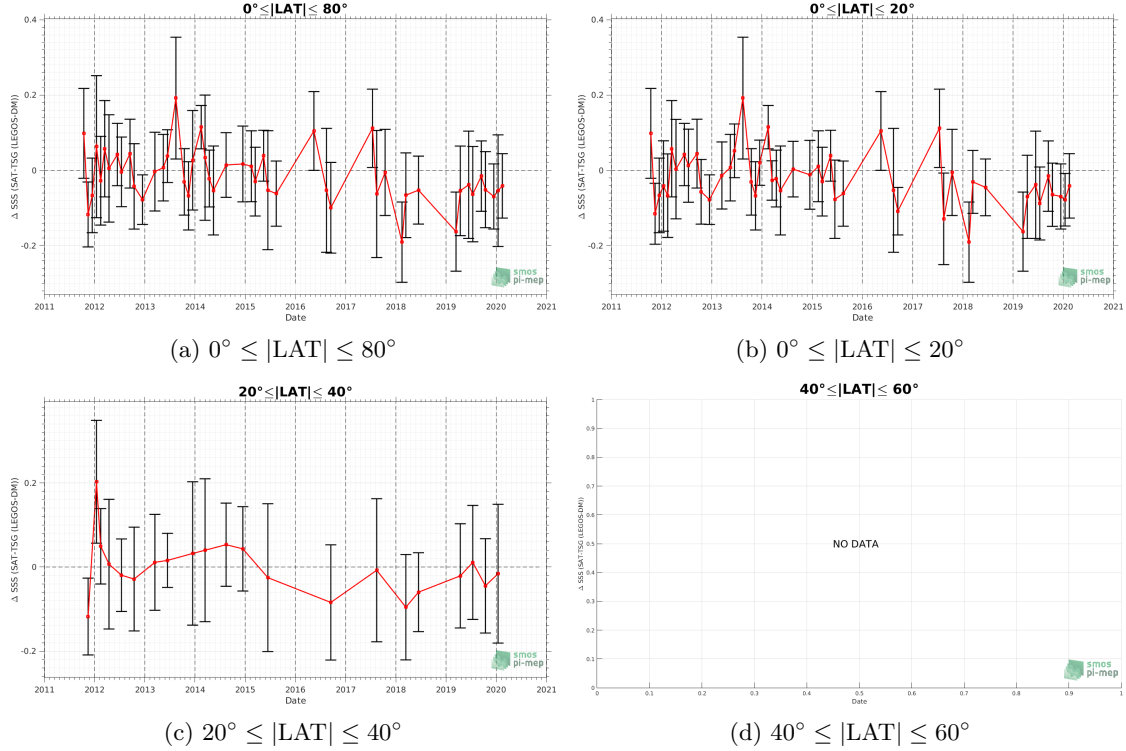 0°≤|LAT|≤ 80°
0.4
0.2
0
-0.2
Δ SSS (SAT-TSG (LEGOS-DM))
2011 2012 2013 2014 2015 2016 2017 2018 2019 2020 2021
Date
smos
pi-mep
(a) 0° ≤ |LAT| ≤ 80°
0°≤|LAT|≤ 20°
0.4
0.2
0
-0.2
Δ SSS (SAT-TSG (LEGOS-DM))
2011 2012 2013 2014 2015 2016 2017 2018 2019 2020 2021
Date
smos
pi-mep
(b) 0° ≤ |LAT| ≤ 20°
20°≤|LAT|≤ 40°
0.2
0
-0.2
Δ SSS (SAT-TSG (LEGOS-DM))
2011 2012 2013 2014 2015 2016 2017 2018 2019 2020 2021
Date
smos
pi-mep
(c) 20° ≤ |LAT| ≤ 40°
40°≤|LAT|≤ 60°
1
0.9
0.8
0.7
0.6
0.5
0.4
0.3
0.2
0.1
0
Δ SSS (SAT-TSG (LEGOS-DM))
NO DATA
0 0.1 0.2 0.3 0.4 0.5 0.6 0.7 0.8 0.9 1
Date
smos
pi-mep
(d) 40° ≤ |LAT| ≤ 60°